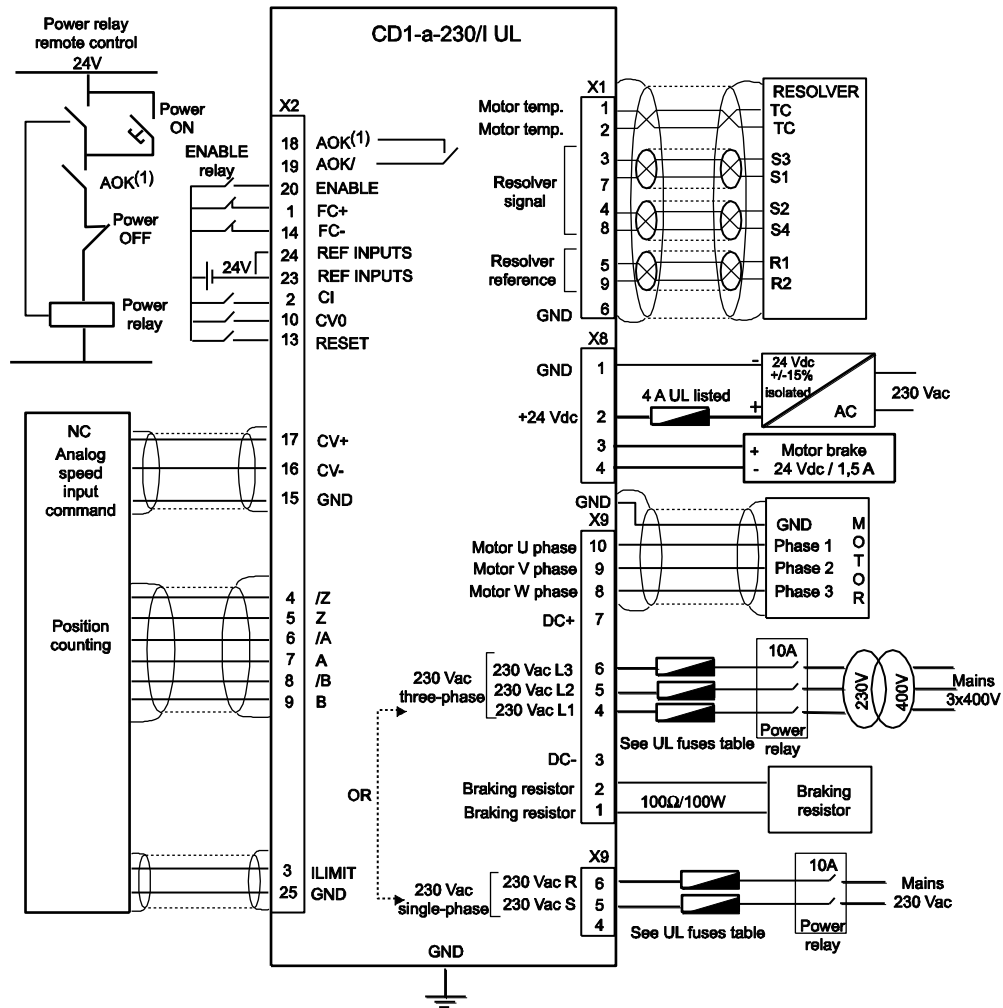 CD1-a-230/I UL
Power relay
remote control
24V
Power
ON
AOK(1)
Power
OFF
Power
relay
ENABLE
relay
24V
X2
18 AOK(1)
19 AOK/
20 ENABLE
1 FC+
14 FC-
24 REF INPUTS
23 REF INPUTS
2 CI
10 CV0
13 RESET
NC
Analog
speed
input
command
17 CV+
16 CV-
15 GND
Position
counting
4 /Z
5 Z
6 /A
7 A
8 /B
9 B
3 ILIMIT
25 GND
X1
Motor temp. 1
Motor temp. 2
Resolver
signal
3
7
4
8
Resolver
reference
5
9
GND 6
RESOLVER
TC
TC
S3
S1
S2
S4
R1
R2
X8
GND 1
+24 Vdc 2
3
4
4 A UL listed
-
+
24 Vdc
+/-15%
isolated
AC
230 Vac
+ Motor brake
- 24 Vdc / 1,5 A
GND
X9
Motor U phase 10
Motor V phase 9
Motor W phase 8
DC+ 7
GND
Phase 1
Phase 2
Phase 3
MOTOR
230 Vac
three-phase
230 Vac L3 6
230 Vac L2 5
230 Vac L1 4
See UL fuses table
10A
Power
relay
230V
400V
Mains
3x400V
DC- 3
Braking resistor 2
Braking resistor 1
100Ω/100W
Braking
resistor
OR
X9
230 Vac
single-phase
230 Vac R 6
230 Vac S 5
4
See UL fuses table
10A
Power
relay
Mains
230 Vac
GND